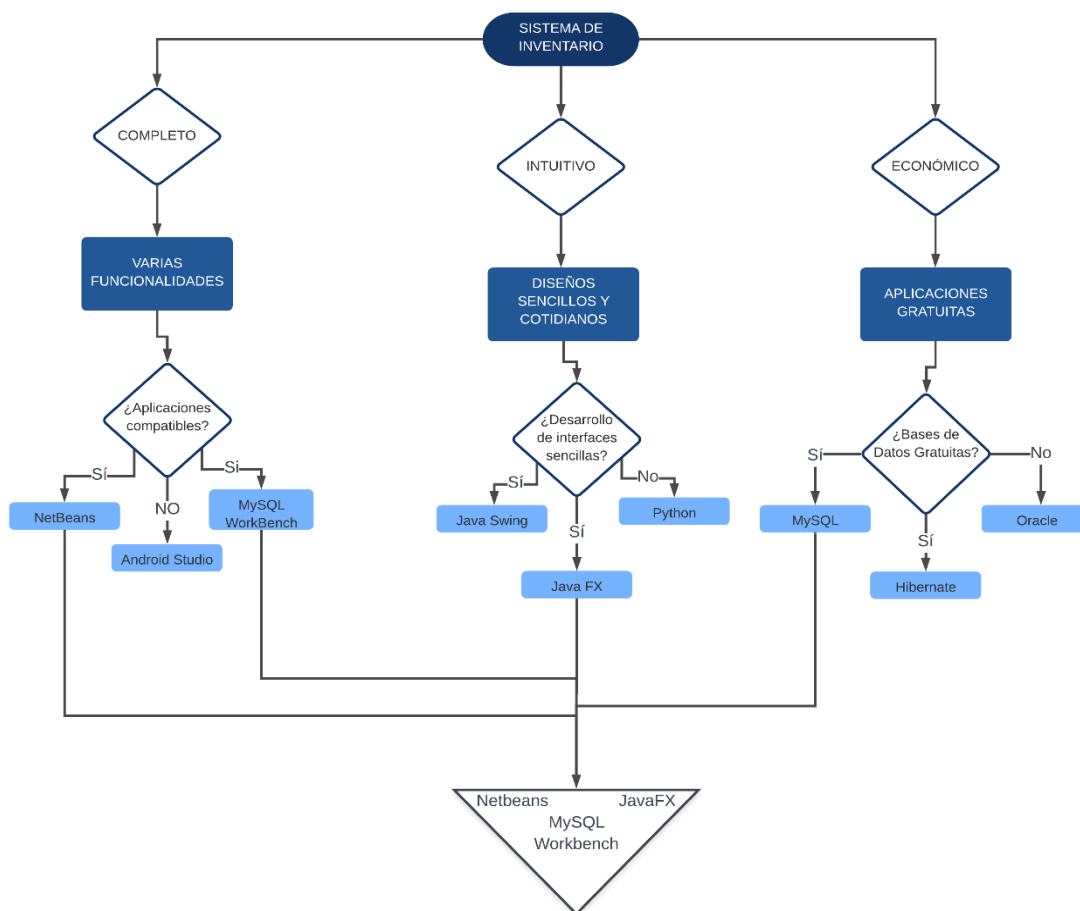 SISTEMA DE
INVENTARIO
COMPLETO
INTUITIVO
ECONÓMICO
VARIAS
FUNCIONALIDADES
DISEÑOS
SENCILLOS Y
COTIDIANOS
APLICACIONES
GRATUITAS
¿Aplicaciones
compatibles?
¿Desarrollo
de interfaces
sencillas?
¿Bases de
Datos Gratuitas?
Sí
NO
Si
Sí
Sí
No
Sí
Sí
No
NetBeans
Android Studio
MySQL
WorkBench
Java Swing
Java FX
Python
MySQL
Hibernate
Oracle
Netbeans
JavaFX
MySQL
Workbench